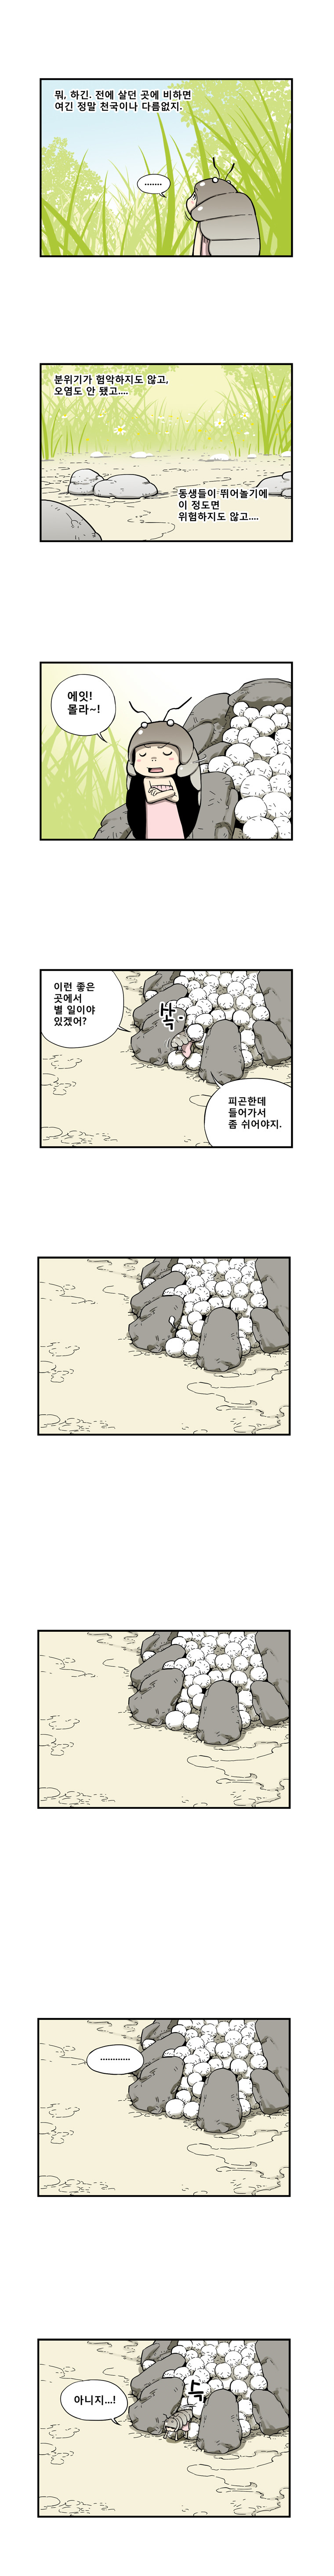 뭐, 하긴. 전에 살던 곳에 비하면
여긴 정말 천국이나 다름없지.
.......
분위기가 험악하지도 않고,
오염도 안 됐고....
동생들이 뛰어놀기에
이 정도면
위험하지도 않고....
에잇!
몰라~!
이런 좋은
곳에서
별 일이야
있겠어?
쏙-
피곤한데
들어가서
좀 쉬어야지.
............
아니지...!
슥